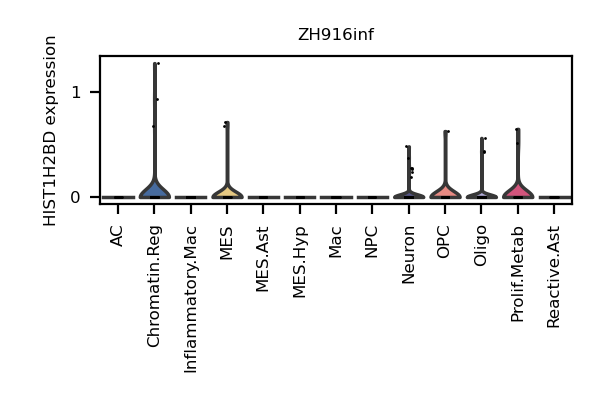 ZH916inf
HIST1H2BD expression
1
0
AC
Chromatin.Reg
Inflammatory.Mac
MES
MES.Ast
MES.Hyp
Mac
NPC
Neuron
OPC
Oligo
Prolif.Metab
Reactive.Ast